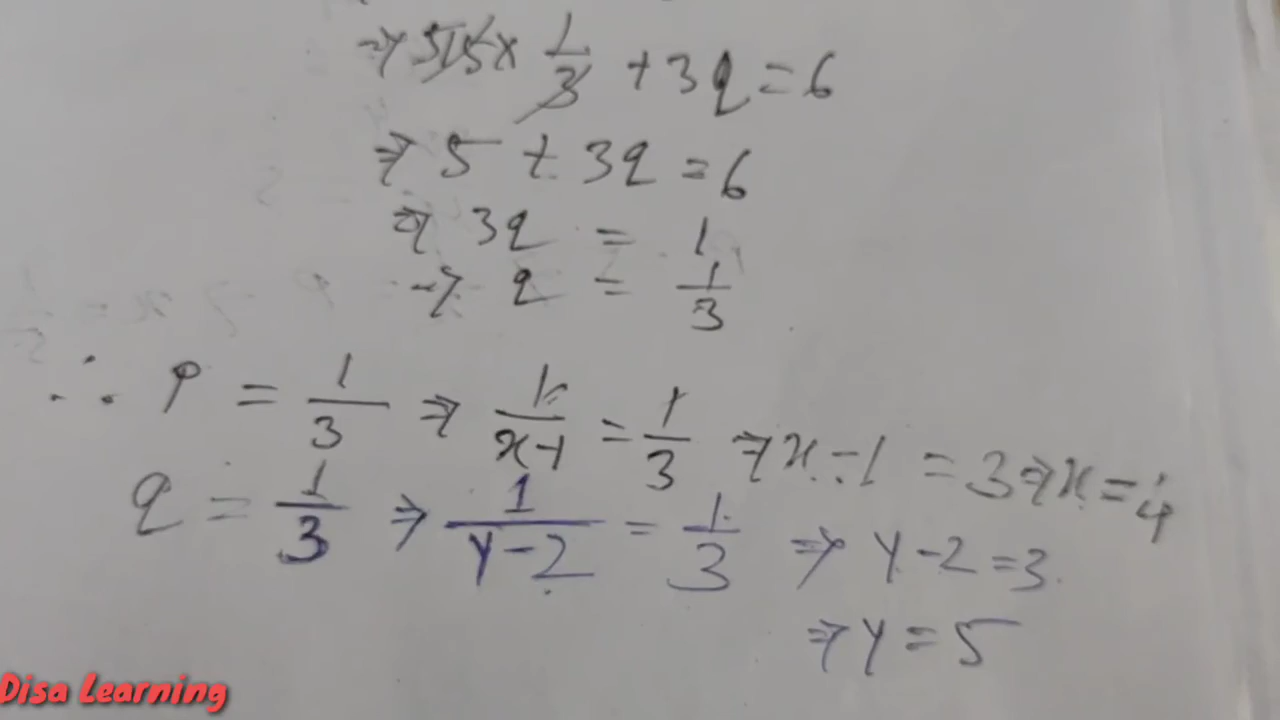 ⇒ 15 × 1/3 + 3q = 6
⇒ 5 + 3q = 6
⇒ 3q = 1
⇒ q = 1/3
∴ P = 1/3 ⇒ 1/(x-1) = 1/3 ⇒ x-1 = 3 ⇒ x = 4
q = 1/3 ⇒ 1/(y-2) = 1/3 ⇒ y-2 = 3
⇒ y = 5
Disa Learning